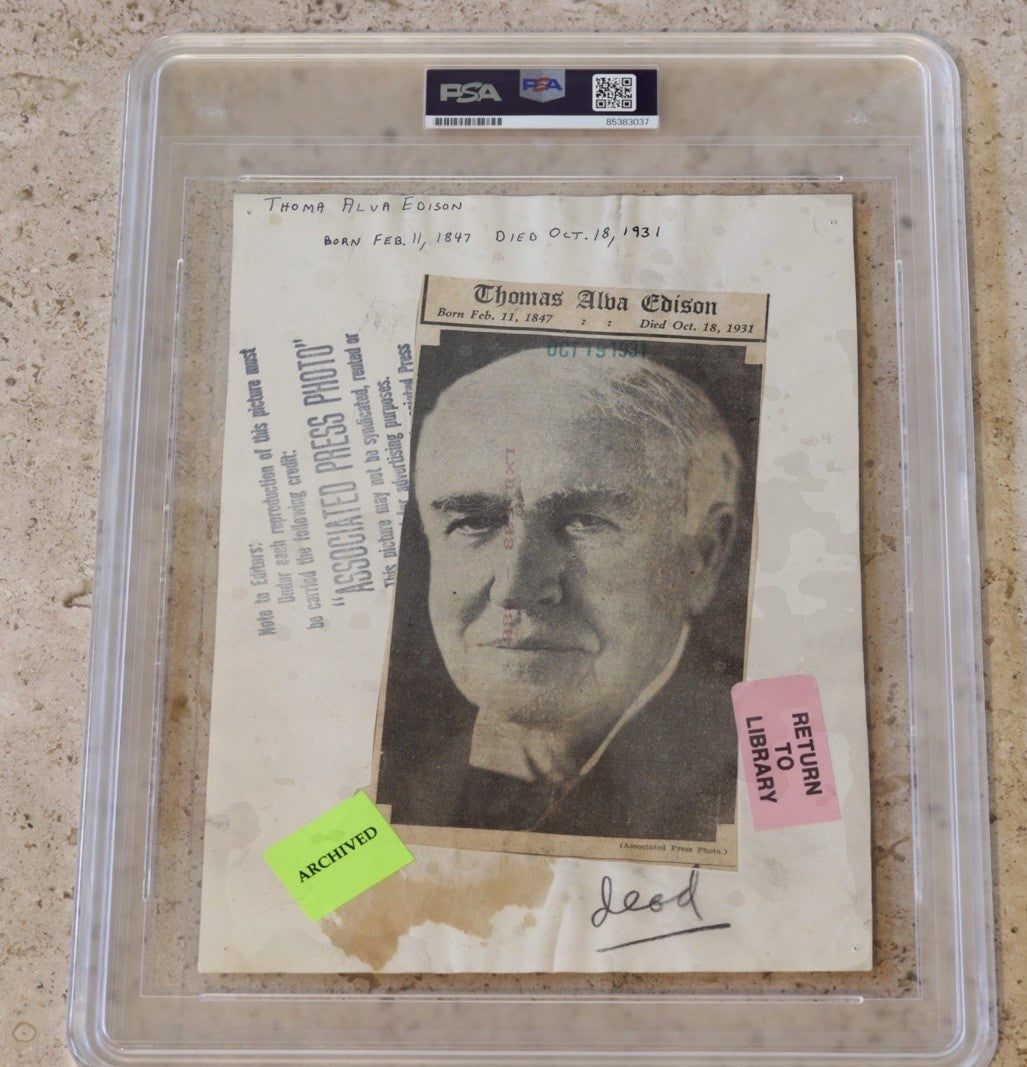 PSA
PSA
85383037
THOMA ALVA EDISON
BORN FEB. 11, 1847 DIED OCT. 18, 1931
Thomas Alva Edison
Born Feb. 11, 1847 : : Died Oct. 18, 1931
OCT 19 1931
Note to Editors:
Under each reproduction of this picture must
be carried the following credit:
"ASSOCIATED PRESS PHOTO"
This picture may not be syndicated, rented or
for advertising purposes.
Press
RETURN
TO
LIBRARY
ARCHIVED
(Associated Press Photo.)
dead